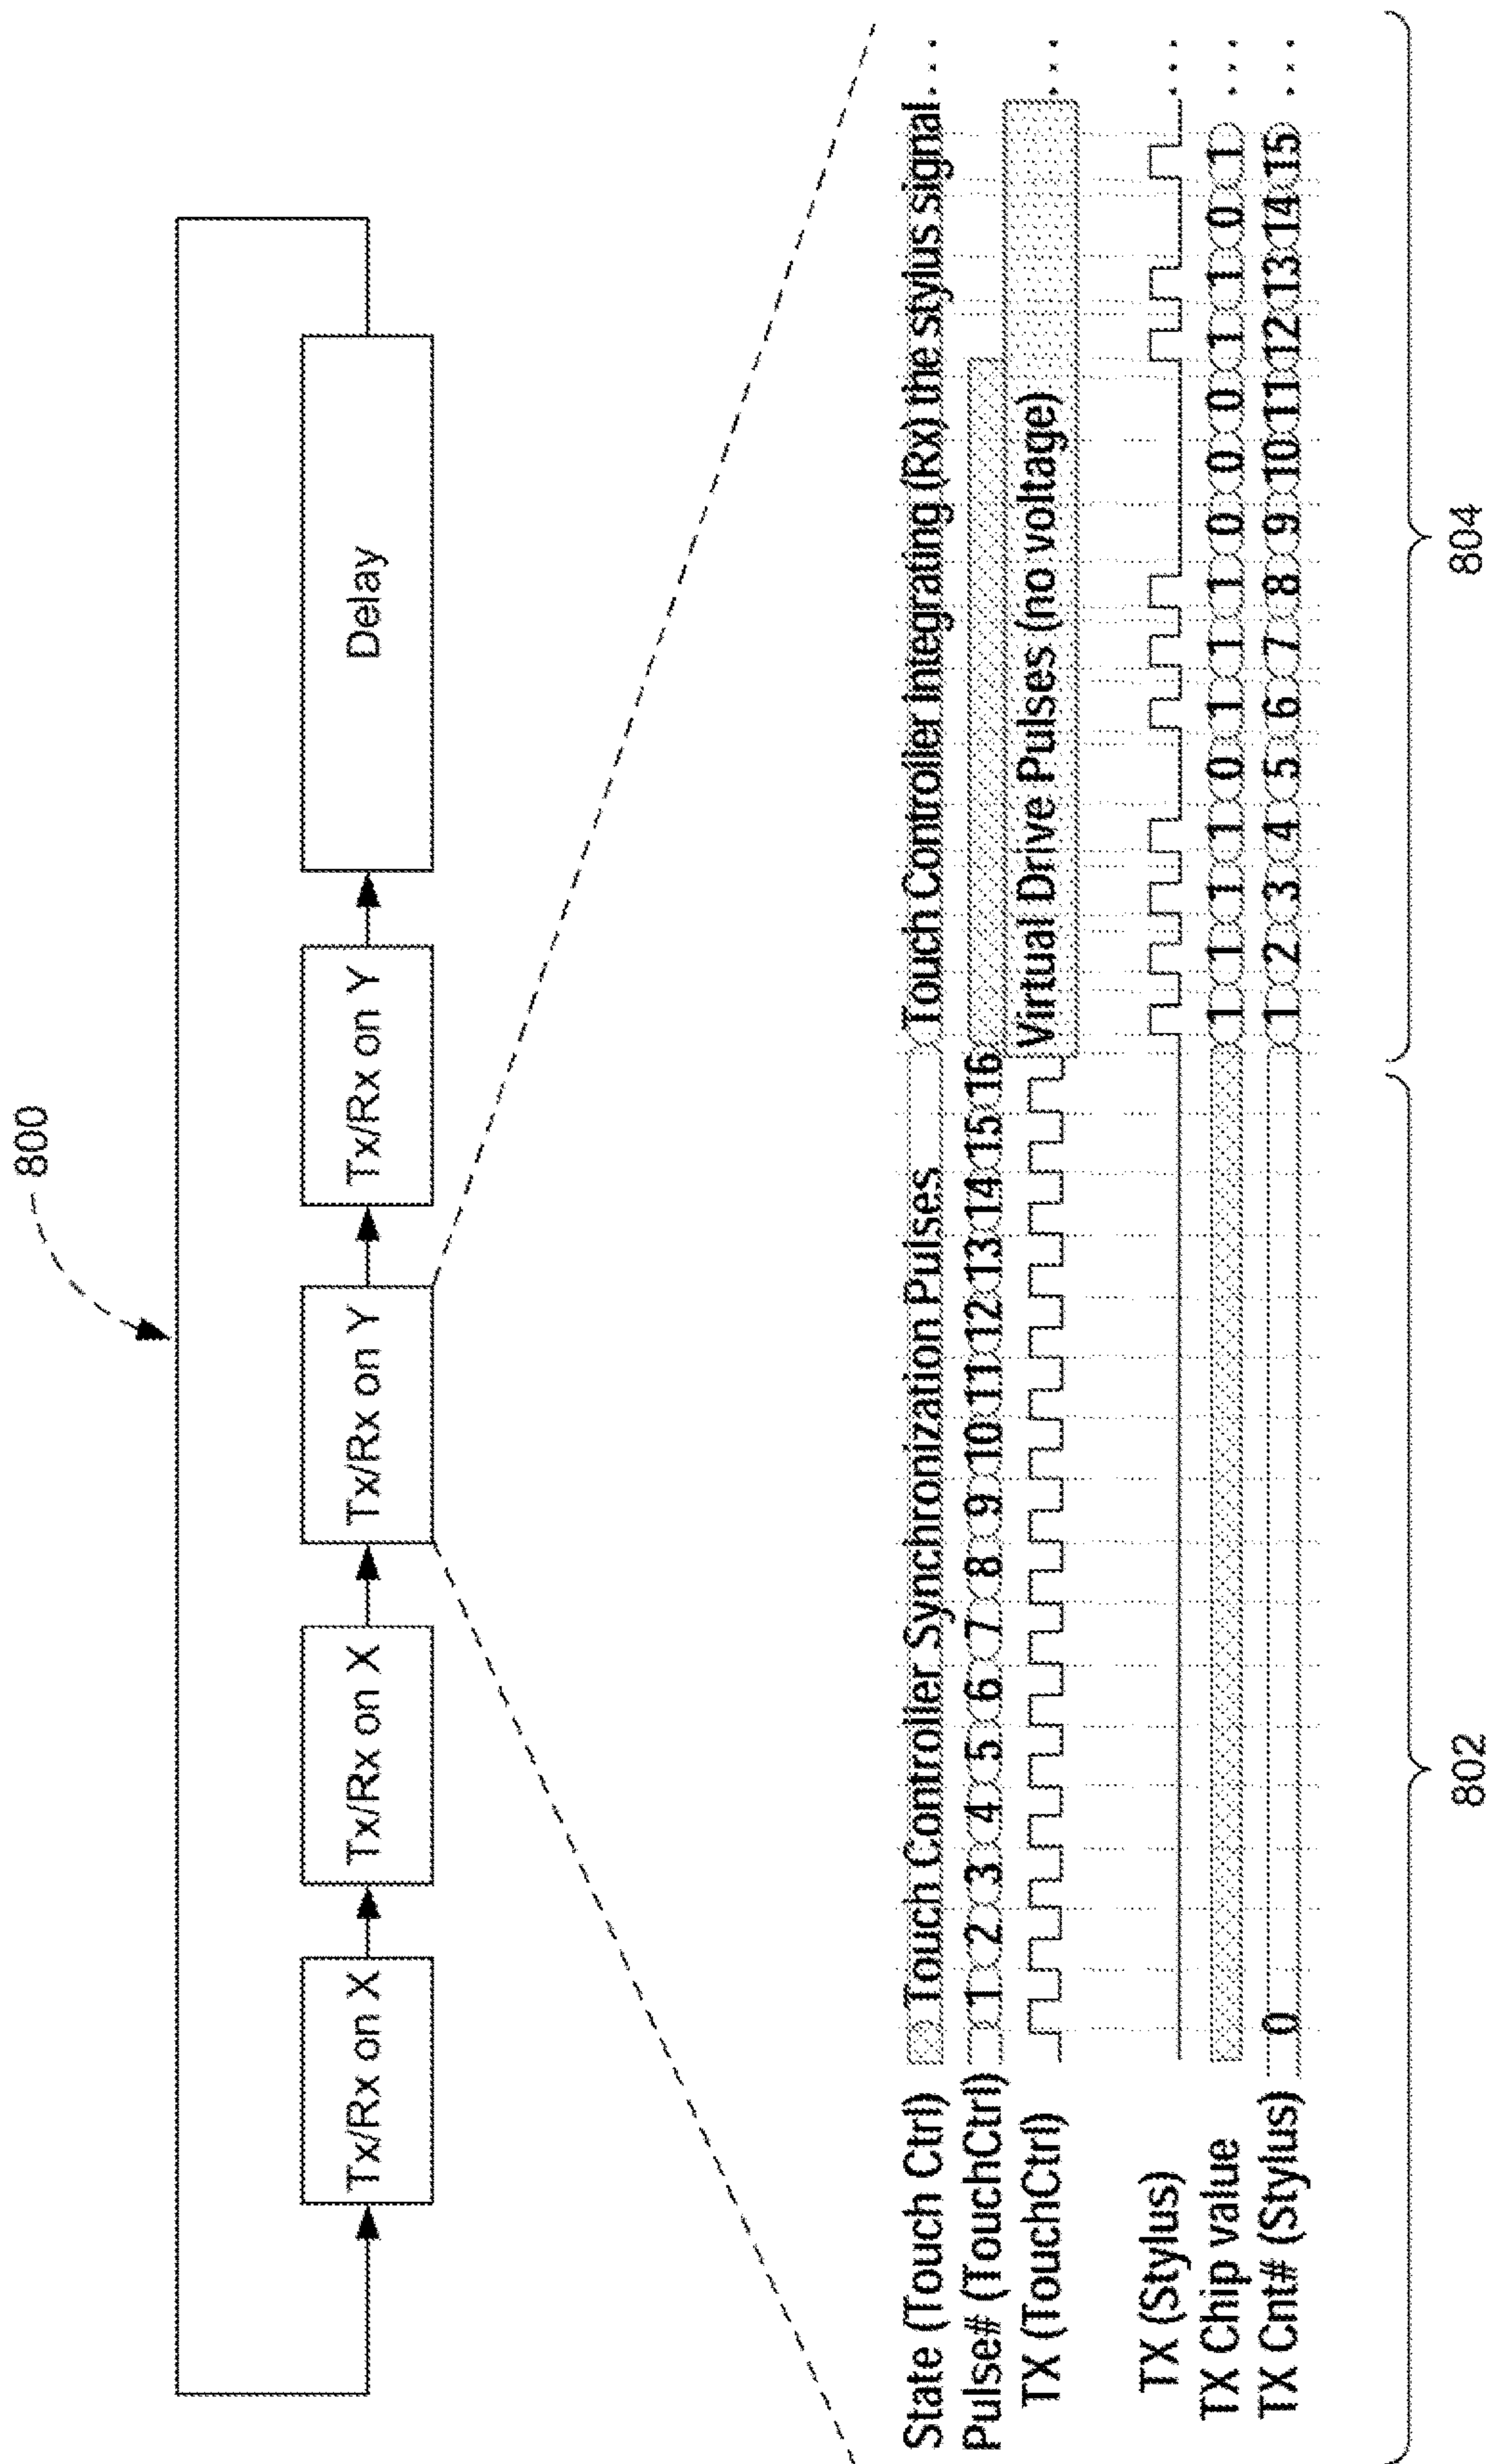 800
Tx/Rx on X
Tx/Rx on X
Tx/Rx on Y
Tx/Rx on Y
Delay
State (Touch Ctrl) Touch Controller Synchronization Pulses Touch Controller Integrating (Rx) the stylus signal ...
Pulse# (TouchCtrl) 1 2 3 4 5 6 7 8 9 10 11 12 13 14 15 16
TX (TouchCtrl) Virtual Drive Pulses (no voltage) ...
TX (Stylus) ...
TX Chip value 1 1 1 1 0 1 1 1 0 0 0 1 1 0 1 ...
TX Cnt# (Stylus) 0 1 2 3 4 5 6 7 8 9 10 11 12 13 14 15 ...
802
804